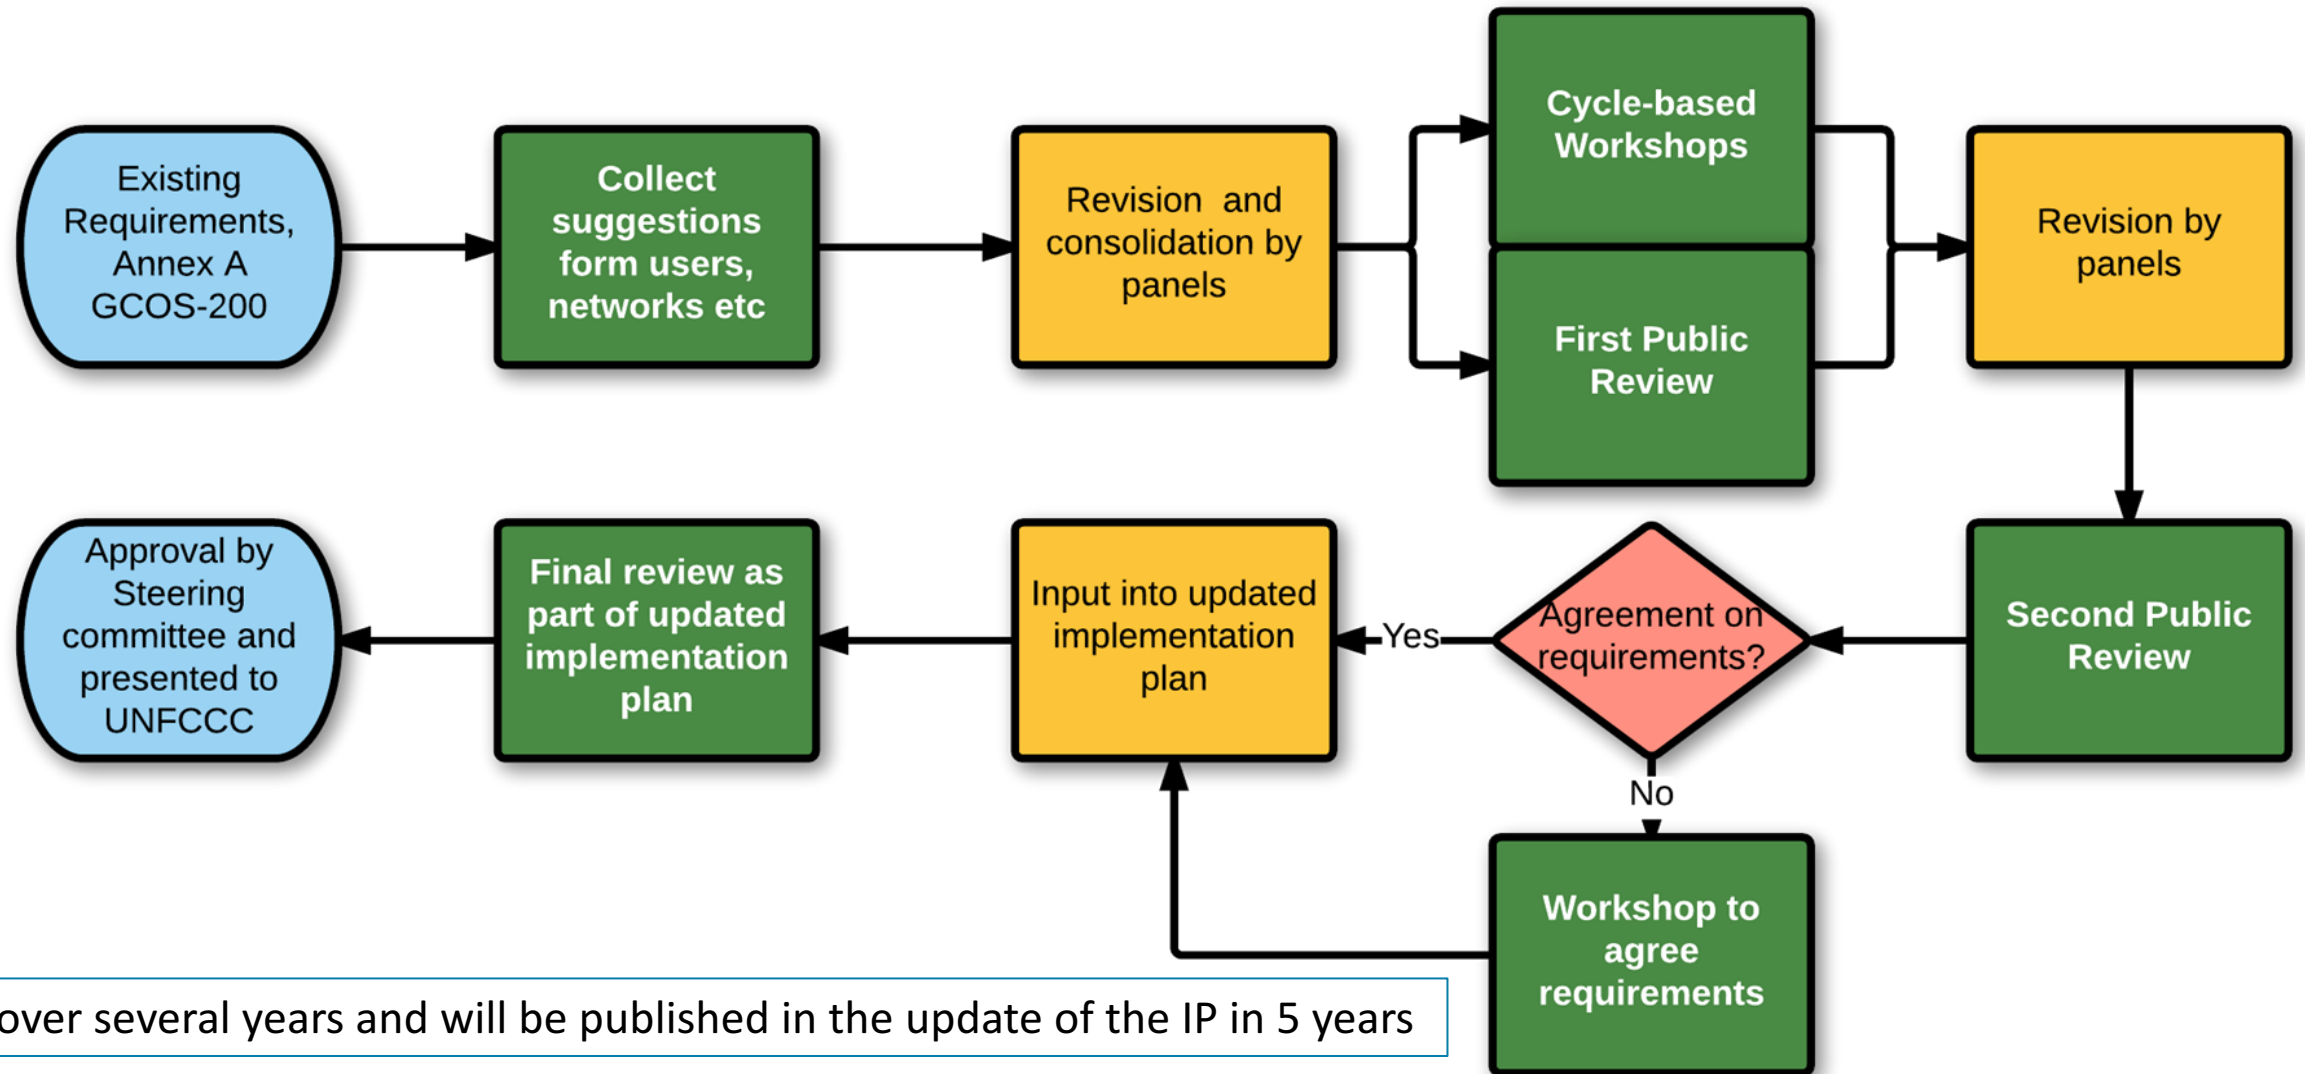 Existing
Requirements,
Annex A
GCOS-200
Collect
suggestions
form users,
networks etc
Revision and
consolidation by
panels
Cycle-based
Workshops
First Public
Review
Revision by
panels
Second Public
Review
Agreement on
requirements?
Yes
No
Workshop to
agree
requirements
Input into updated
implementation
plan
Final review as
part of updated
implementation
plan
Approval by
Steering
committee and
presented to
UNFCCC
over several years and will be published in the update of the IP in 5 years